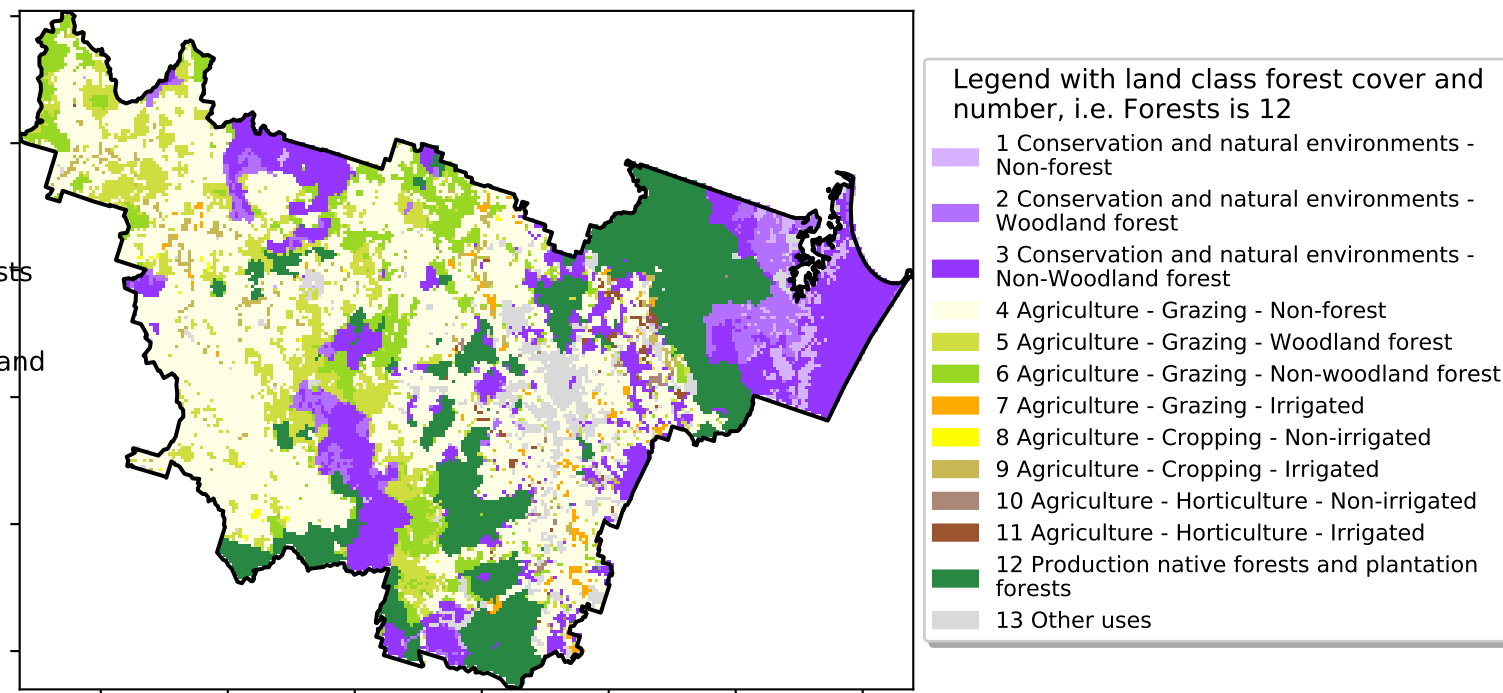 Legend with land class forest cover and
number, i.e. Forests is 12
1 Conservation and natural environments -
Non-forest
2 Conservation and natural environments -
Woodland forest
3 Conservation and natural environments -
Non-Woodland forest
4 Agriculture - Grazing - Non-forest
5 Agriculture - Grazing - Woodland forest
6 Agriculture - Grazing - Non-woodland forest
7 Agriculture - Grazing - Irrigated
8 Agriculture - Cropping - Non-irrigated
9 Agriculture - Cropping - Irrigated
10 Agriculture - Horticulture - Non-irrigated
11 Agriculture - Horticulture - Irrigated
12 Production native forests and plantation
forests
13 Other uses
sts
and